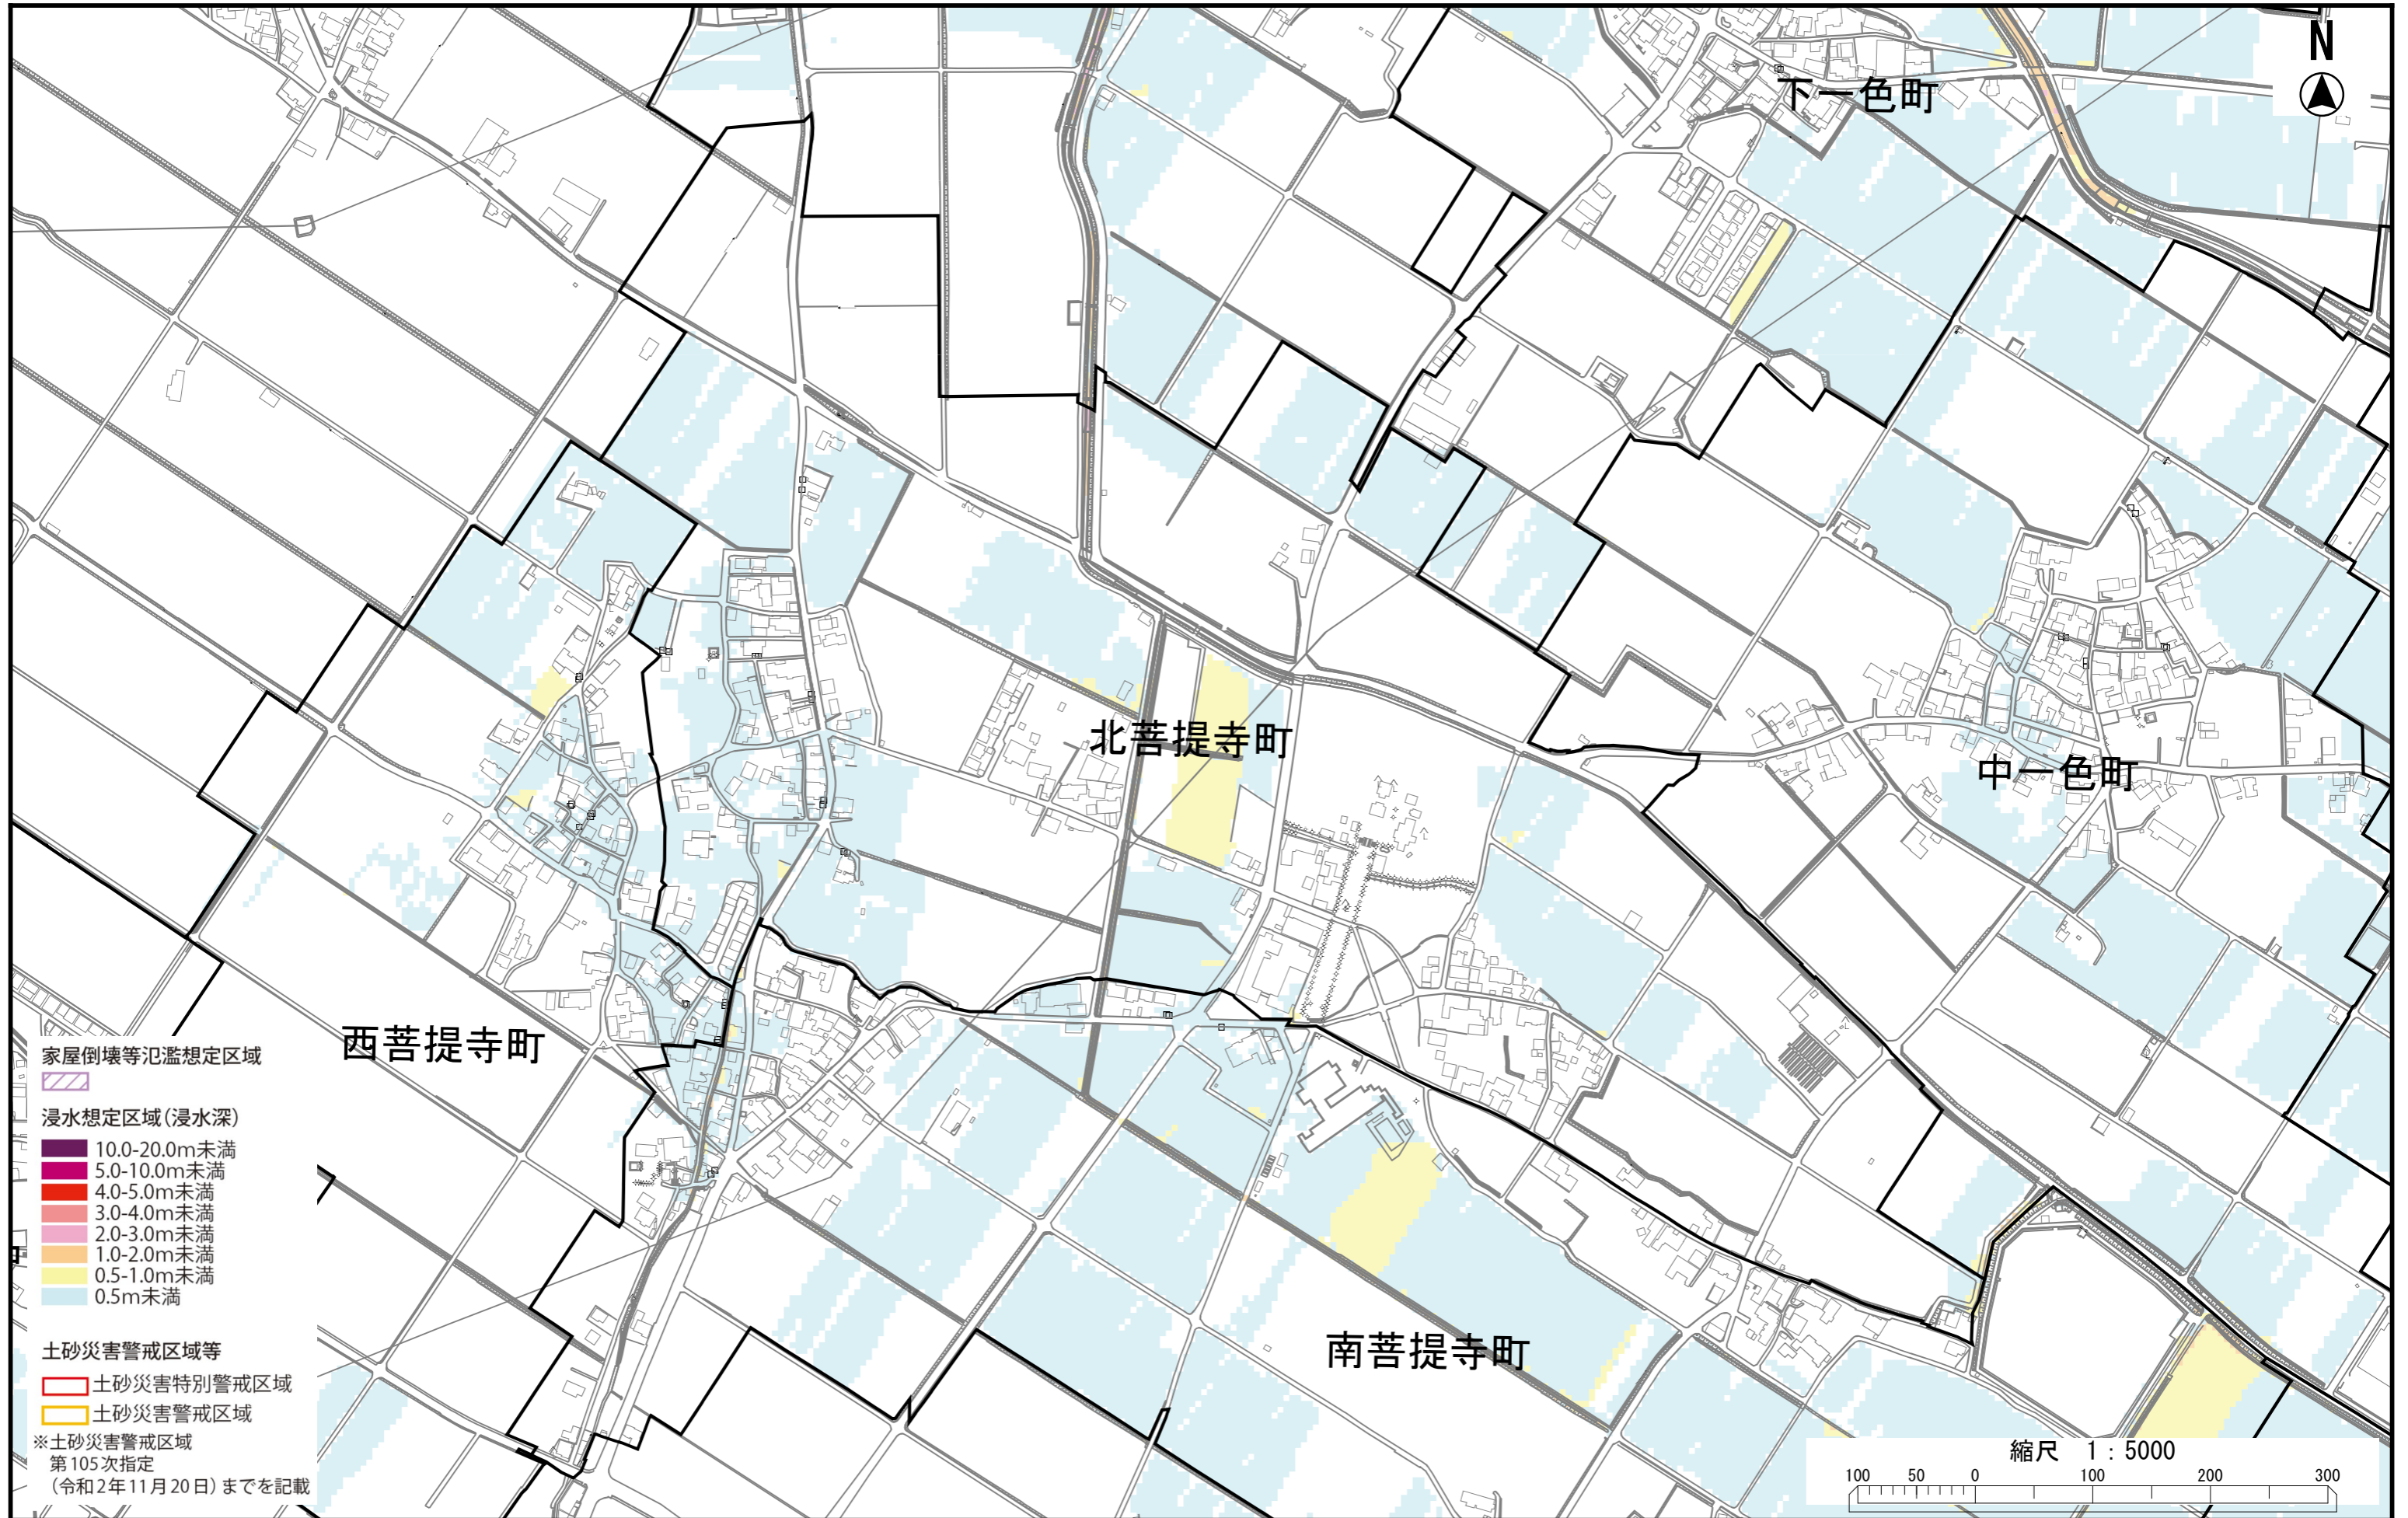 N
下一色町
北菩提寺町
中一色町
西菩提寺町
南菩提寺町
家屋倒壊等氾濫想定区域
浸水想定区域(浸水深)
10.0-20.0m未満
5.0-10.0m未満
4.0-5.0m未満
3.0-4.0m未満
2.0-3.0m未満
1.0-2.0m未満
0.5-1.0m未満
0.5m未満
土砂災害警戒区域等
土砂災害特別警戒区域
土砂災害警戒区域
※土砂災害警戒区域
第105次指定
(令和2年11月20日)までを記載
縮尺 1:5000
100 50 0 100 200 300